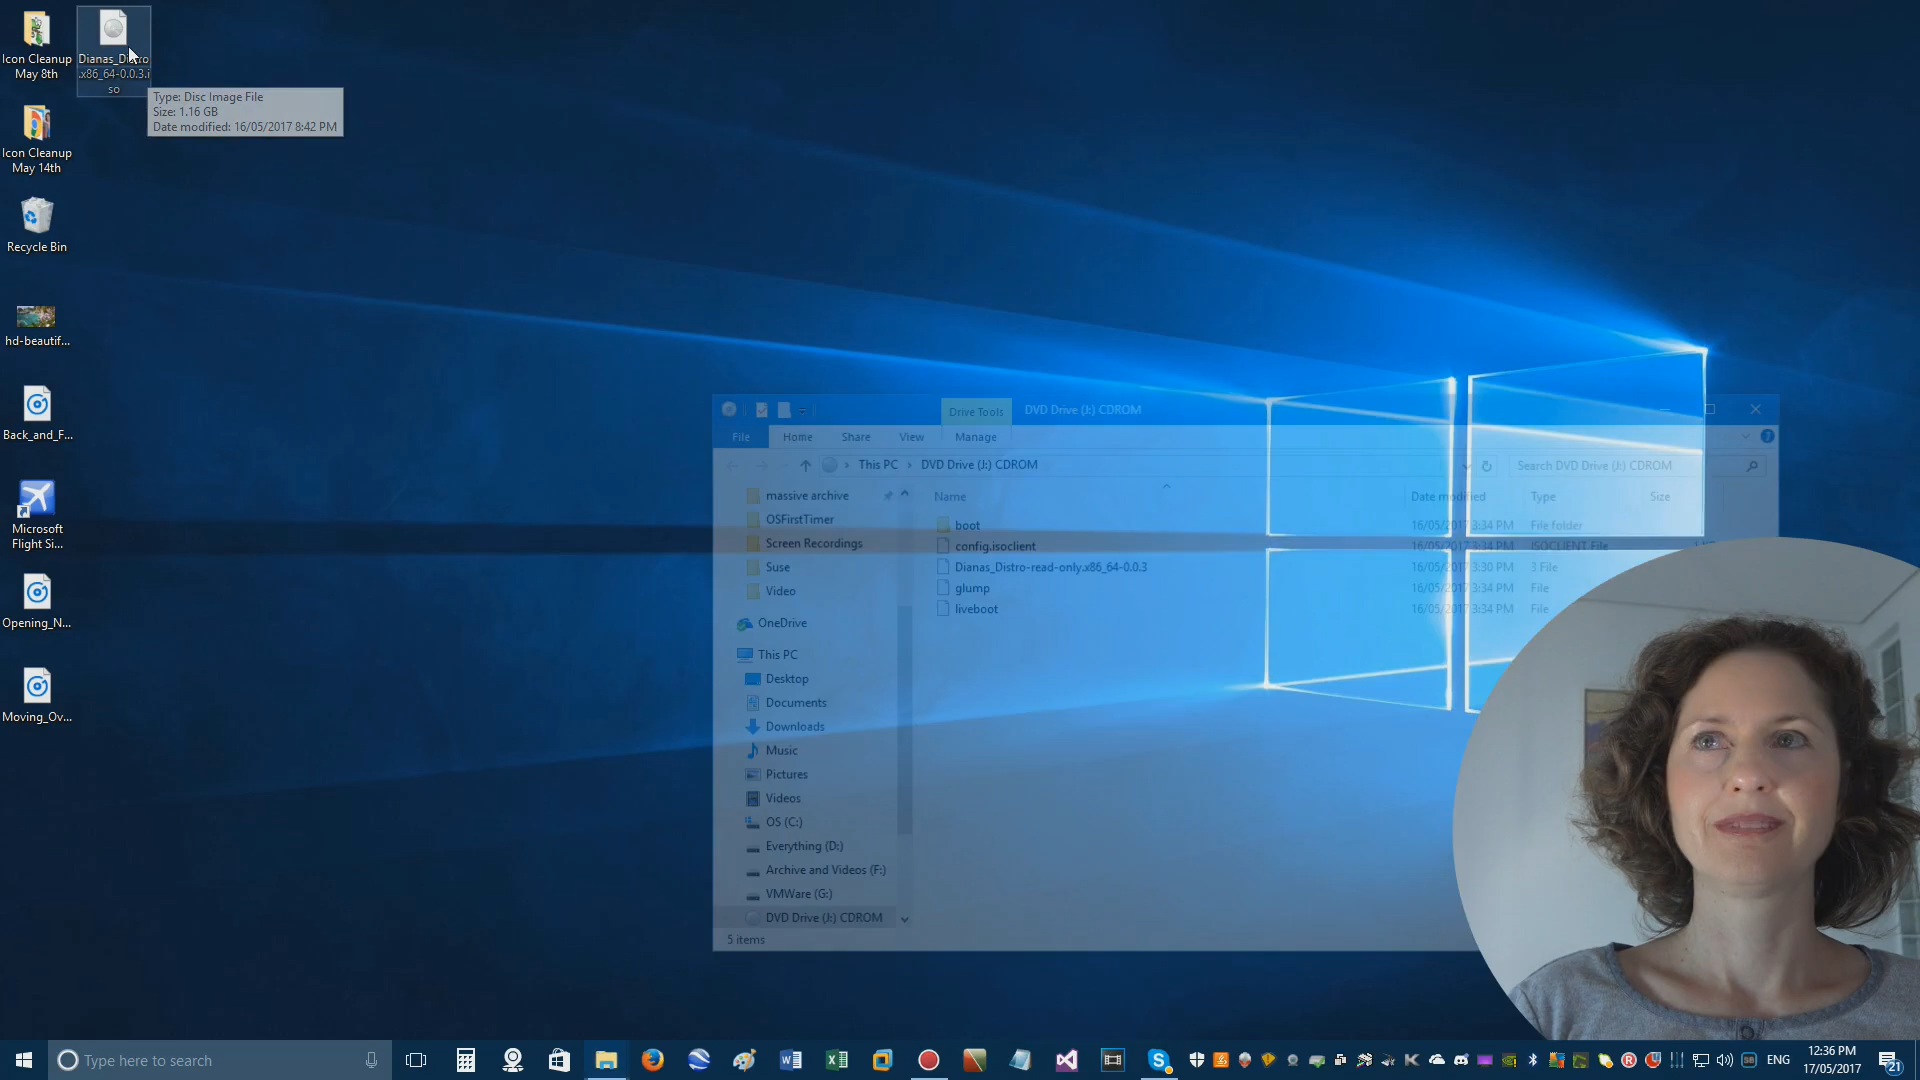 Icon Cleanup
May 8th
Dianas_Distro
.x86_64-0.0.3.i
so
Type: Disc Image File
Size: 1.16 GB
Date modified: 16/05/2017 8:42 PM
Icon Cleanup
May 14th
Recycle Bin
hd-beautif...
Back_and_F...
Microsoft
Flight Si...
Opening_N...
Moving_Ov...
Drive Tools
DVD Drive (J:) CDROM
File
Home
Share
View
Manage
This PC
DVD Drive (J:) CDROM
Search DVD Drive (J:) CDROM
massive archive
OSFirstTimer
Screen Recordings
Suse
Video
OneDrive
This PC
Desktop
Documents
Downloads
Music
Pictures
Videos
OS (C:)
Everything (D:)
Archive and Videos (F:)
VMWare (G:)
DVD Drive (J:) CDROM
Name Date modified Type Size
boot 16/05/2017 3:34 PM File folder
config.isoclient 16/05/2017 3:34 PM ISOCLIENT File
Dianas_Distro-read-only.x86_64-0.0.3 16/05/2017 3:30 PM 3 File
glump 16/05/2017 3:34 PM File
liveboot 16/05/2017 3:34 PM File
5 items
Type here to search
ENG
12:36 PM
17/05/2017
21